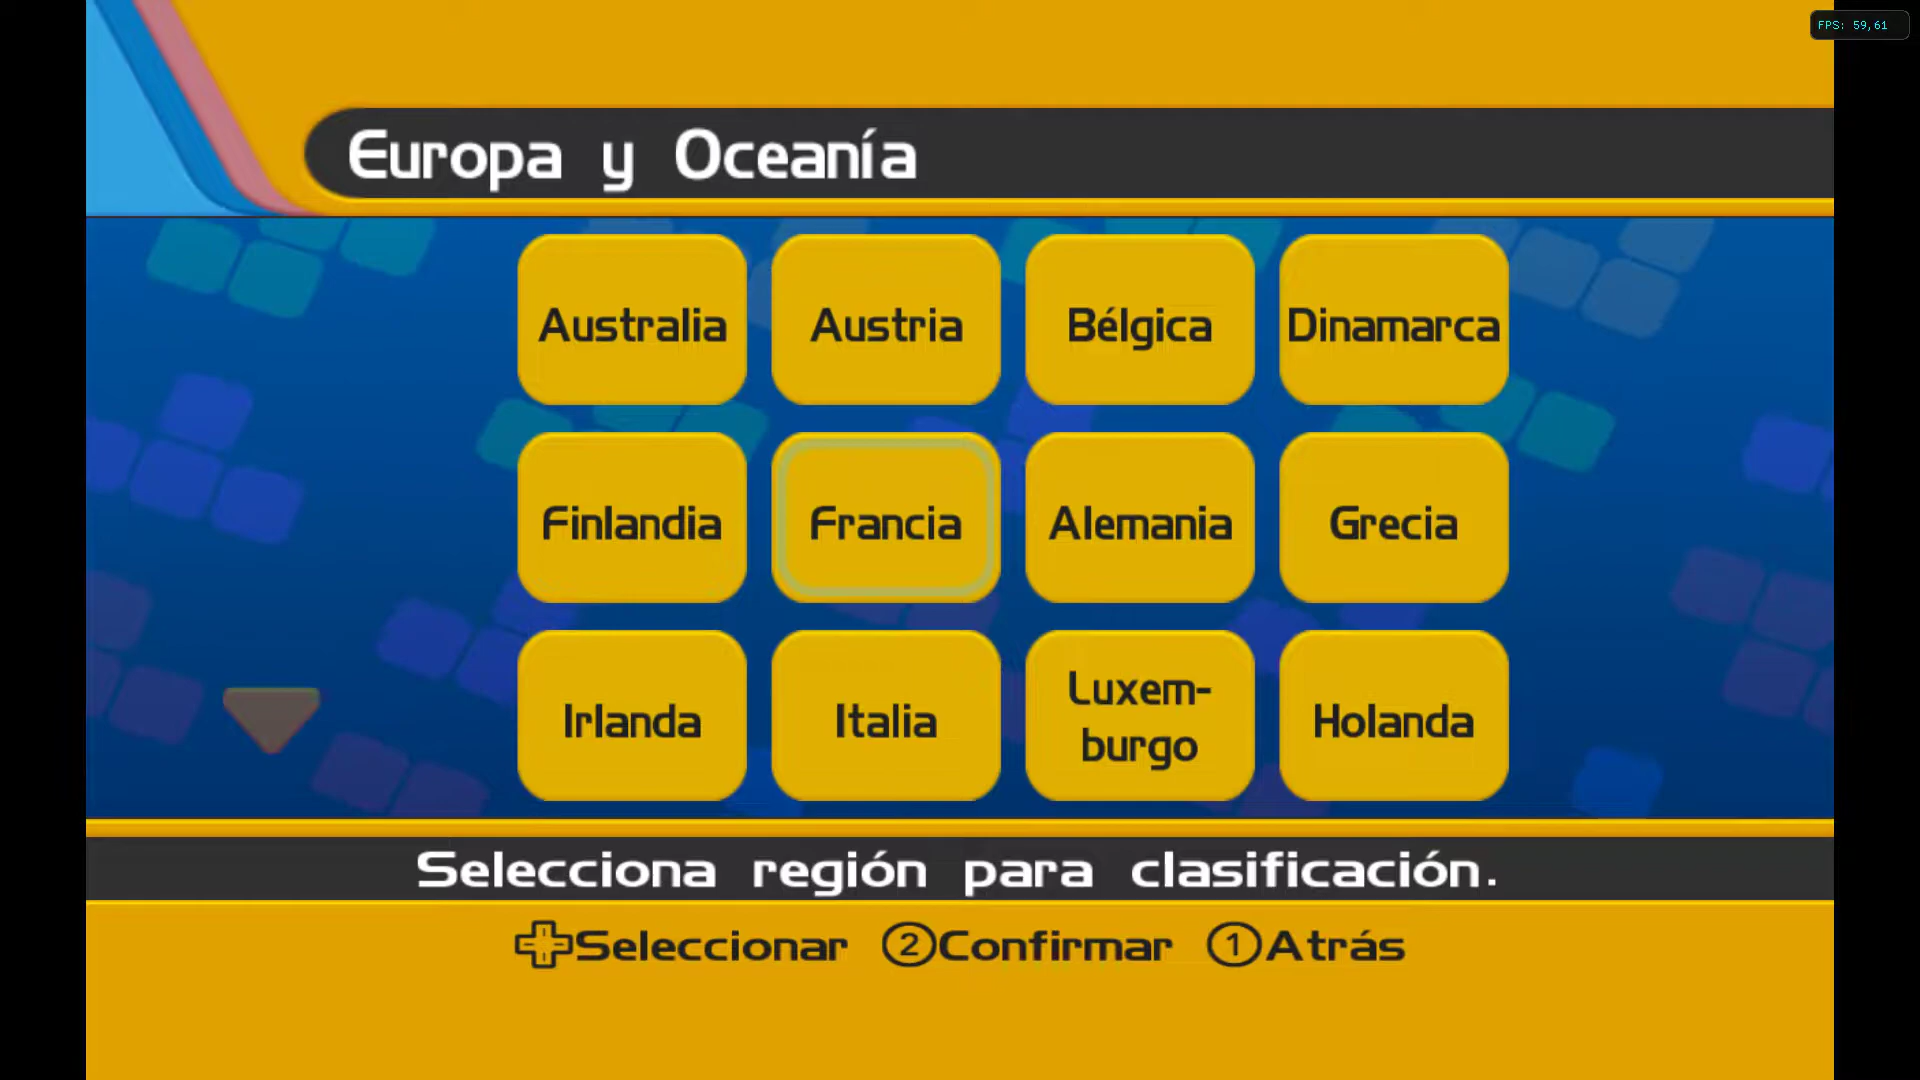 FPS: 59,61
Europa y Oceanía
Australia
Austria
Bélgica
Dinamarca
Finlandia
Francia
Alemania
Grecia
Irlanda
Italia
Luxem-
burgo
Holanda
Selecciona región para clasificación.
Seleccionar 2 Confirmar 1 Atrás